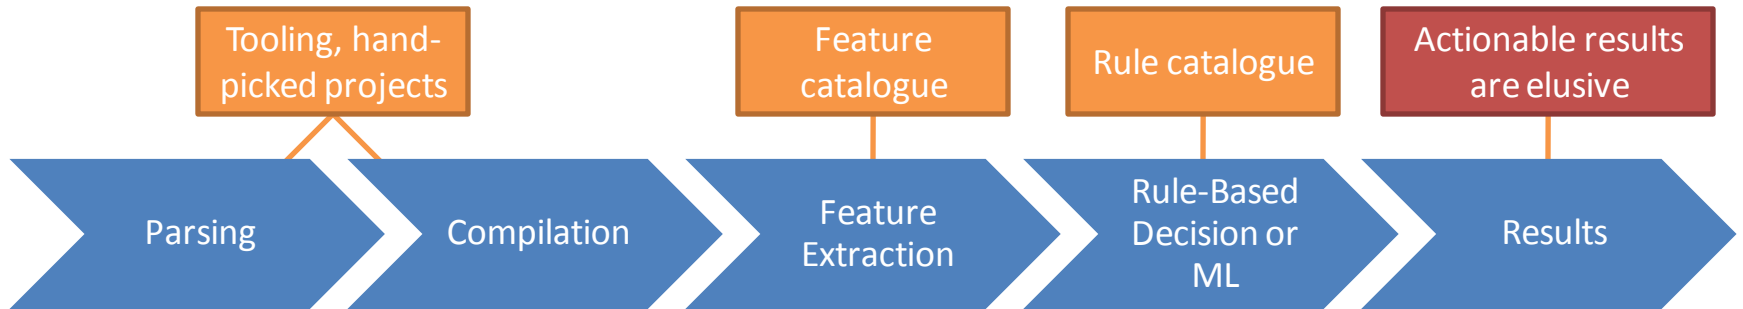 Tooling, hand-
picked projects
Feature
catalogue
Rule catalogue
Actionable results
are elusive
Parsing
Compilation
Feature
Extraction
Rule-Based
Decision or
ML
Results